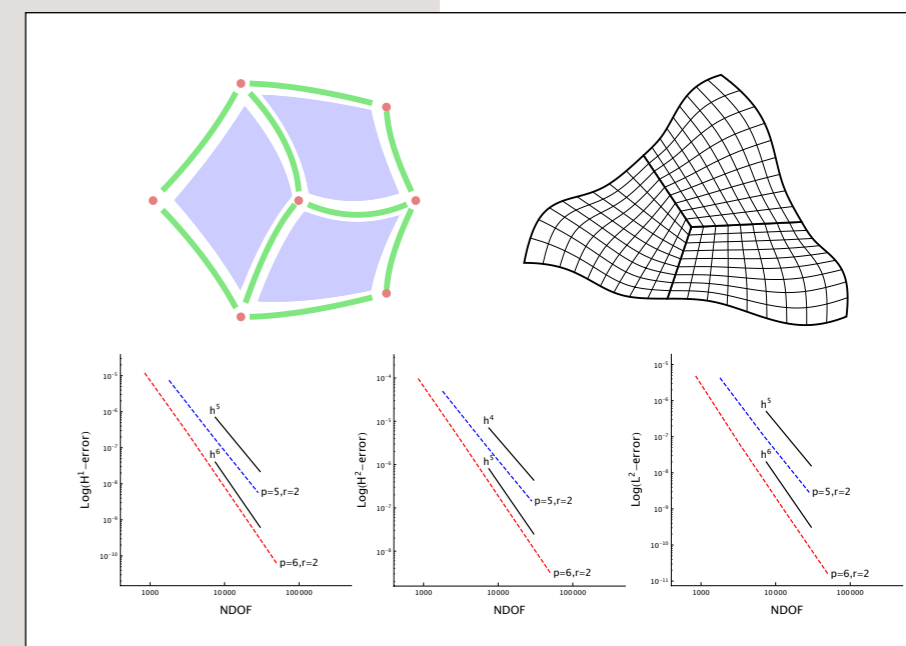 10⁻⁵
10⁻⁶
10⁻⁷
10⁻⁸
10⁻⁹
10⁻¹⁰
Log(H¹−error)
h⁵
h⁶
p=5,r=2
p=6,r=2
1000
10000
100000
NDOF
10⁻⁴
10⁻⁵
10⁻⁶
10⁻⁷
10⁻⁸
Log(H²−error)
h⁴
h⁵
p=5,r=2
p=6,r=2
1000
10000
100000
NDOF
10⁻⁵
10⁻⁶
10⁻⁷
10⁻⁸
10⁻⁹
10⁻¹⁰
10⁻¹¹
Log(L²−error)
h⁵
h⁶
p=5,r=2
p=6,r=2
1000
10000
100000
NDOF